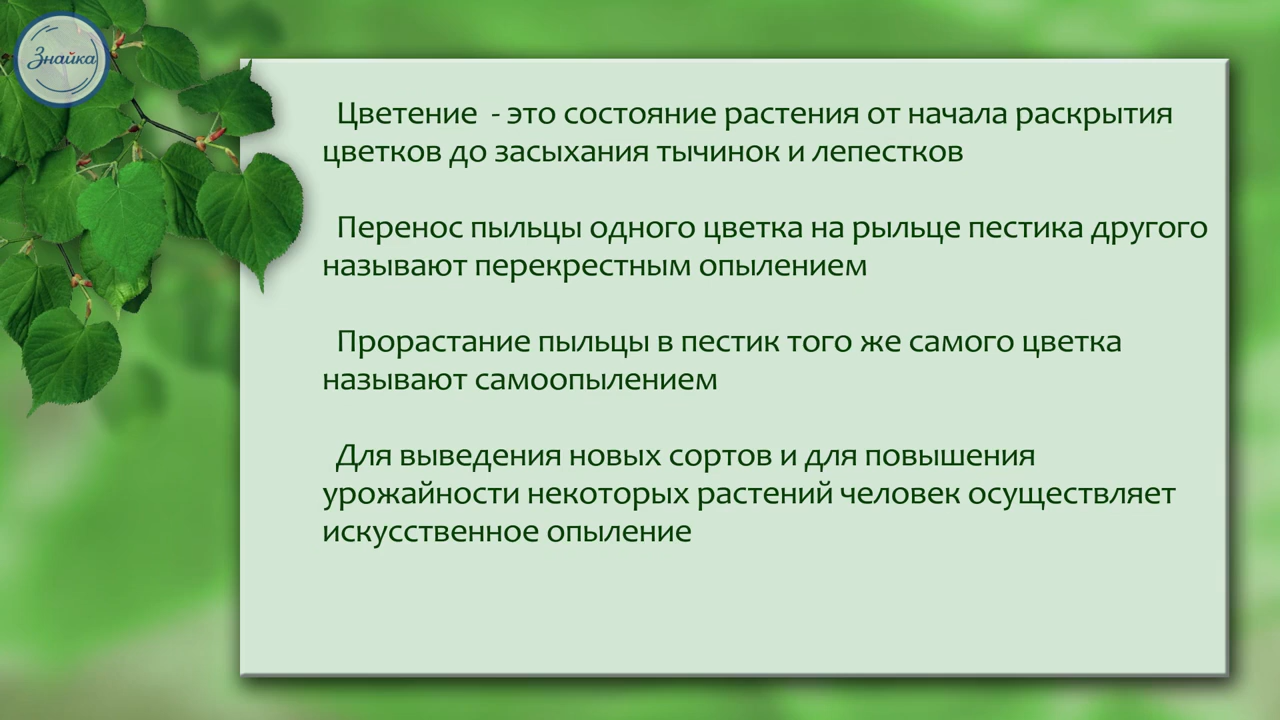 Знайка
Цветение - это состояние растения от начала раскрытия
цветков до засыхания тычинок и лепестков
Перенос пыльцы одного цветка на рыльце пестика другого
называют перекрестным опылением
Прорастание пыльцы в пестик того же самого цветка
называют самоопылением
Для выведения новых сортов и для повышения
урожайности некоторых растений человек осуществляет
искусственное опыление